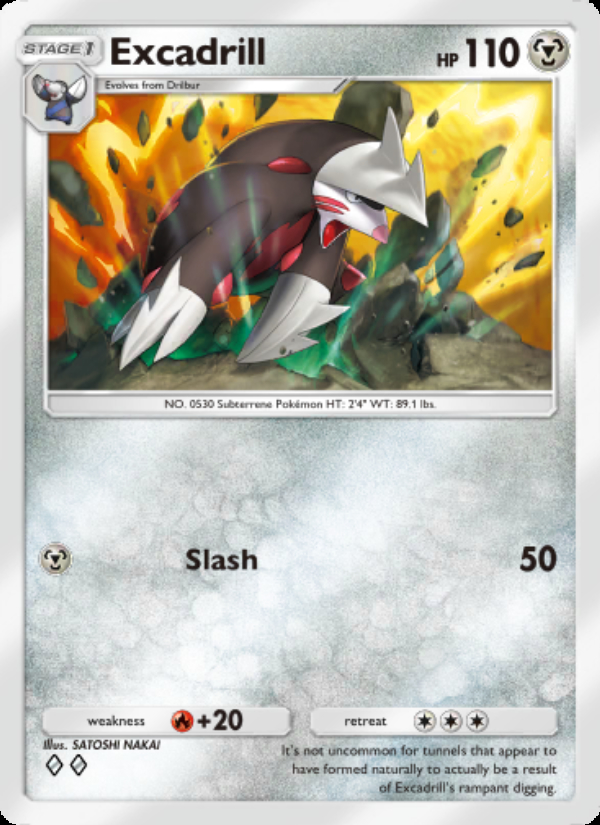 STAGE 1 Excadrill HP 110
Evolves from Drilbur
NO. 0530 Subterrene Pokémon HT: 2'4" WT: 89.1 lbs.
Slash 50
weakness +20 retreat
Illus. SATOSHI NAKAI
It's not uncommon for tunnels that appear to
have formed naturally to actually be a result
of Excadrill's rampant digging.